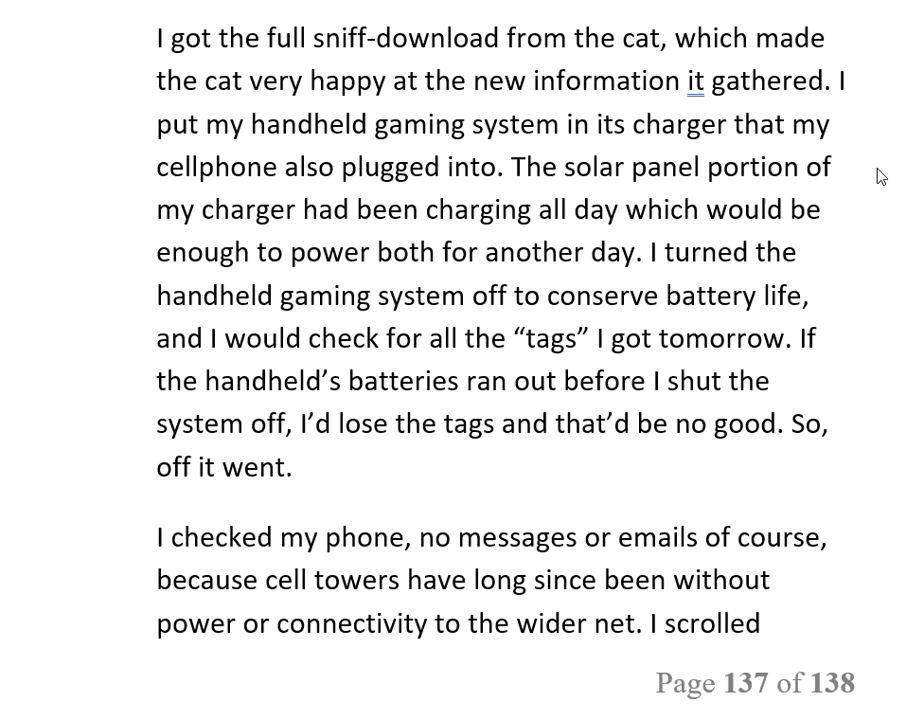 I got the full sniff-download from the cat, which made
the cat very happy at the new information it gathered. I
put my handheld gaming system in its charger that my
cellphone also plugged into. The solar panel portion of
my charger had been charging all day which would be
enough to power both for another day. I turned the
handheld gaming system off to conserve battery life,
and I would check for all the “tags” I got tomorrow. If
the handheld’s batteries ran out before I shut the
system off, I’d lose the tags and that’d be no good. So,
off it went.
I checked my phone, no messages or emails of course,
because cell towers have long since been without
power or connectivity to the wider net. I scrolled
Page 137 of 138